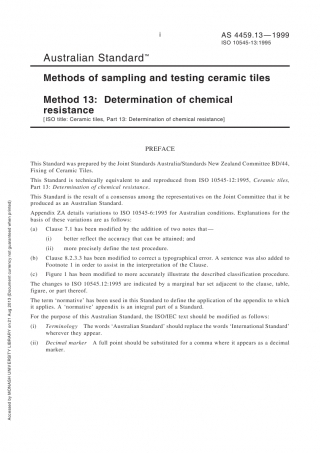 i
AS 4459.13—1999
ISO 10545-13:1995
Australian Standard™
Methods of sampling and testing ceramic tiles
Method 13: Determination of chemical
resistance
[ISO title: Ceramic tiles, Part 13: Determination of chemical resistance]
PREFACE
This Standard was prepared by the Joint Standards Australia/Standards New Zealand Committee BD/44,
Fixing of Ceramic Tiles.
This Standard is technically equivalent to and reproduced from ISO 10545-12:1995, Ceramic tiles,
Part 13: Determination of chemical resistance.
This Standard is the result of a consensus among the representatives on the Joint Committee that it be
produced as an Australian Standard.
Appendix ZA details variations to ISO 10545-6:1995 for Australian conditions. Explanations for the
basis of these variations are as follows:
(a) Clause 7.1 has been modified by the addition of two notes that—
(i) better reflect the accuracy that can be attained; and
(ii) more precisely define the test procedure.
(b) Clause 8.2.3.3 has been modified to correct a typographical error. A sentence was also added to
Footnote 1 in order to assist in the interpretation of the Clause.
(c) Figure 1 has been modified to more accurately illustrate the described classification procedure.
The changes to ISO 10545.12:1995 are indicated by a marginal bar set adjacent to the clause, table,
figure, or part thereof.
The term ‘normative’ has been used in this Standard to define the application of the appendix to which
it applies. A ‘normative’ appendix is an integral part of a Standard.
For the purpose of this Australian Standard, the ISO/IEC text should be modified as follows:
(i) Terminology The words ‘Australian Standard’ should replace the words ‘International Standard’
wherever they appear.
(ii) Decimal marker A full point should be substituted for a comma where it appears as a decimal
marker.
Accessed by MONASH UNIVERSITY LIBRARY on 21 Aug 2013 (Document currency not guaranteed when printed)